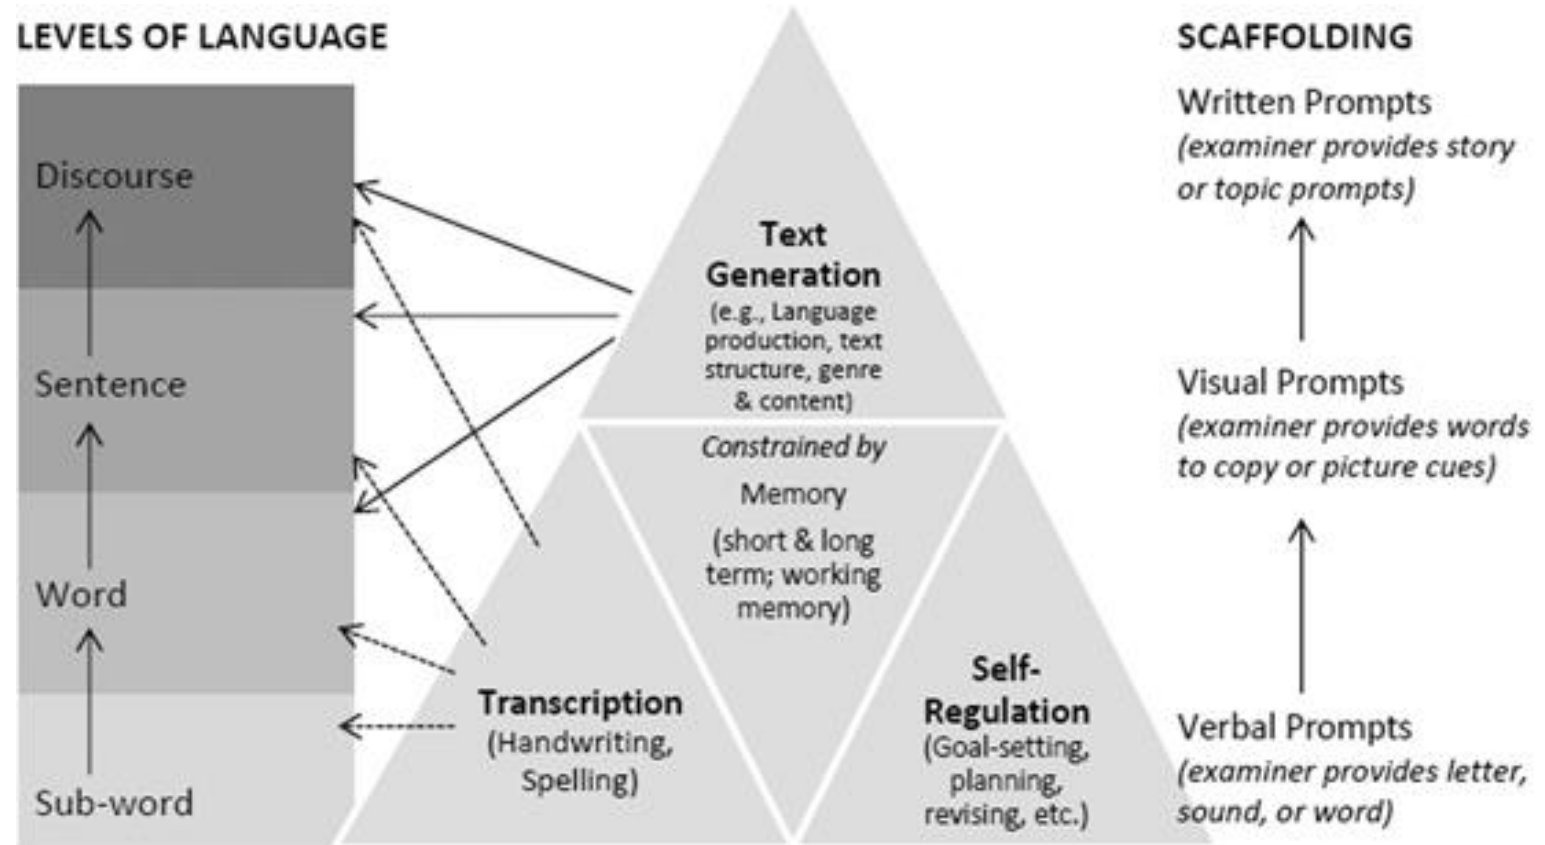 LEVELS OF LANGUAGE
Discourse
Sentence
Word
Sub-word
Text
Generation
(e.g., Language
production, text
structure, genre
& content)
Constrained by
Memory
(short & long
term; working
memory)
Transcription
(Handwriting,
Spelling)
Self-
Regulation
(Goal-setting,
planning,
revising, etc.)
SCAFFOLDING
Written Prompts
(examiner provides story
or topic prompts)
Visual Prompts
(examiner provides words
to copy or picture cues)
Verbal Prompts
(examiner provides letter,
sound, or word)